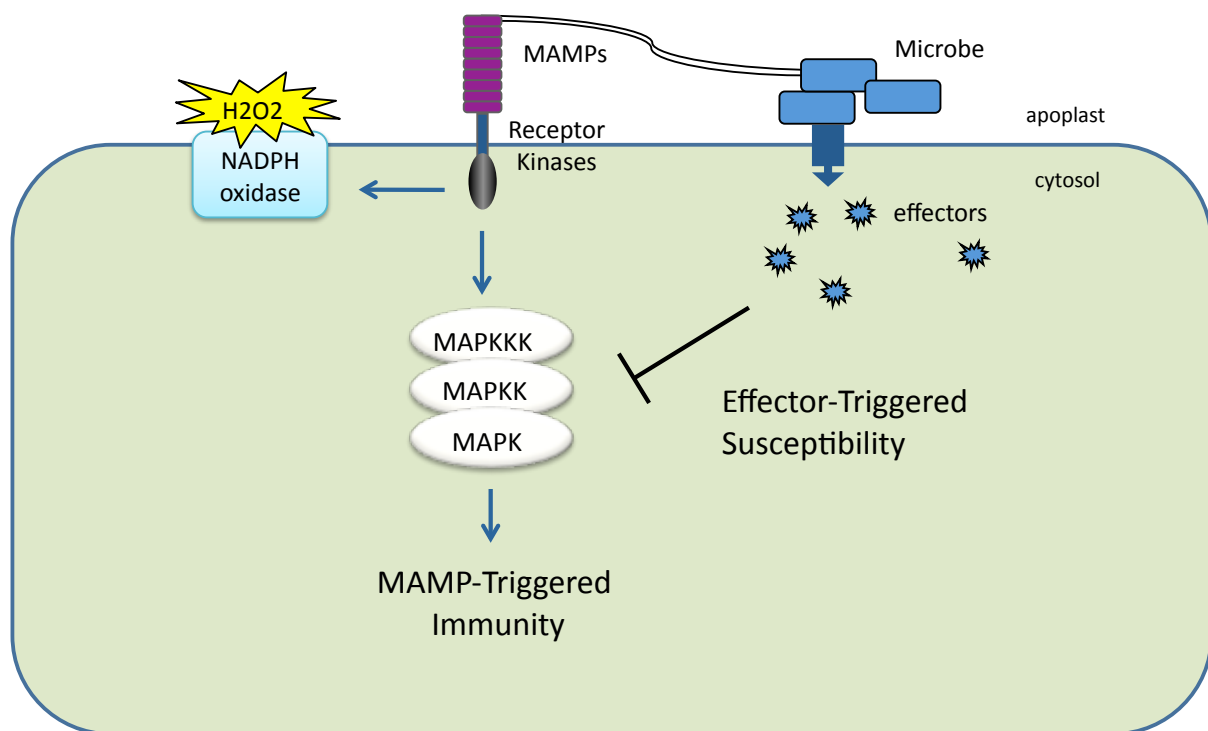 MAMPs
Microbe
H2O2
apoplast
Receptor
Kinases
NADPH
oxidase
cytosol
effectors
MAPKKK
MAPKK
MAPK
Effector-Triggered
Susceptibility
MAMP-Triggered
Immunity